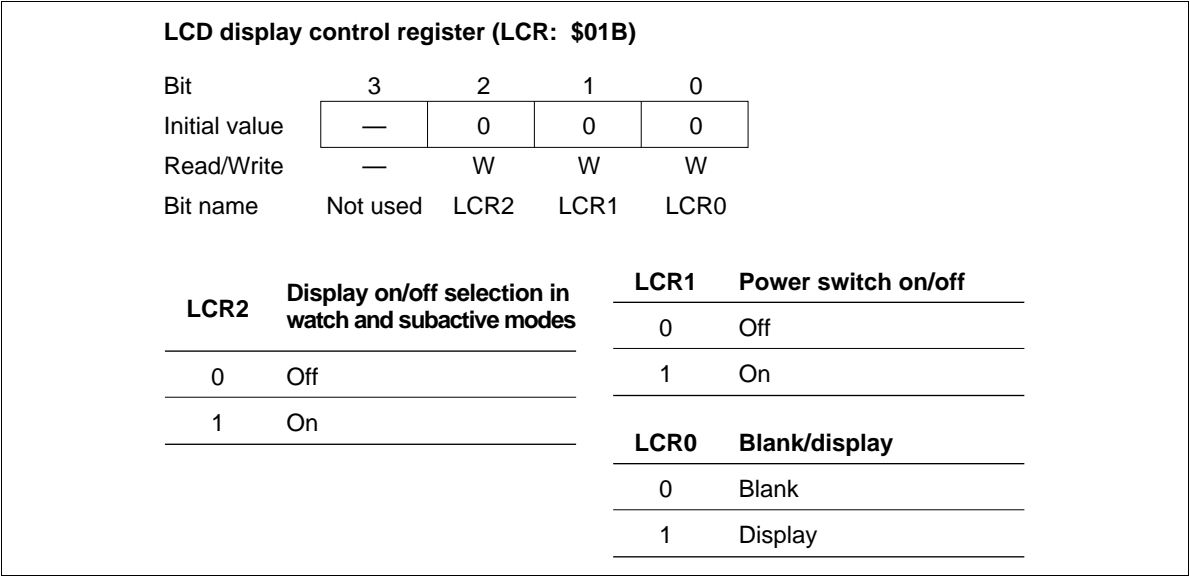 LCD display control register (LCR: $01B)
Bit 3 2 1 0
Initial value — 0 0 0
Read/Write — W W W
Bit name Not used LCR2 LCR1 LCR0
LCR2 Display on/off selection in
watch and subactive modes
0 Off
1 On
LCR1 Power switch on/off
0 Off
1 On
LCR0 Blank/display
0 Blank
1 Display